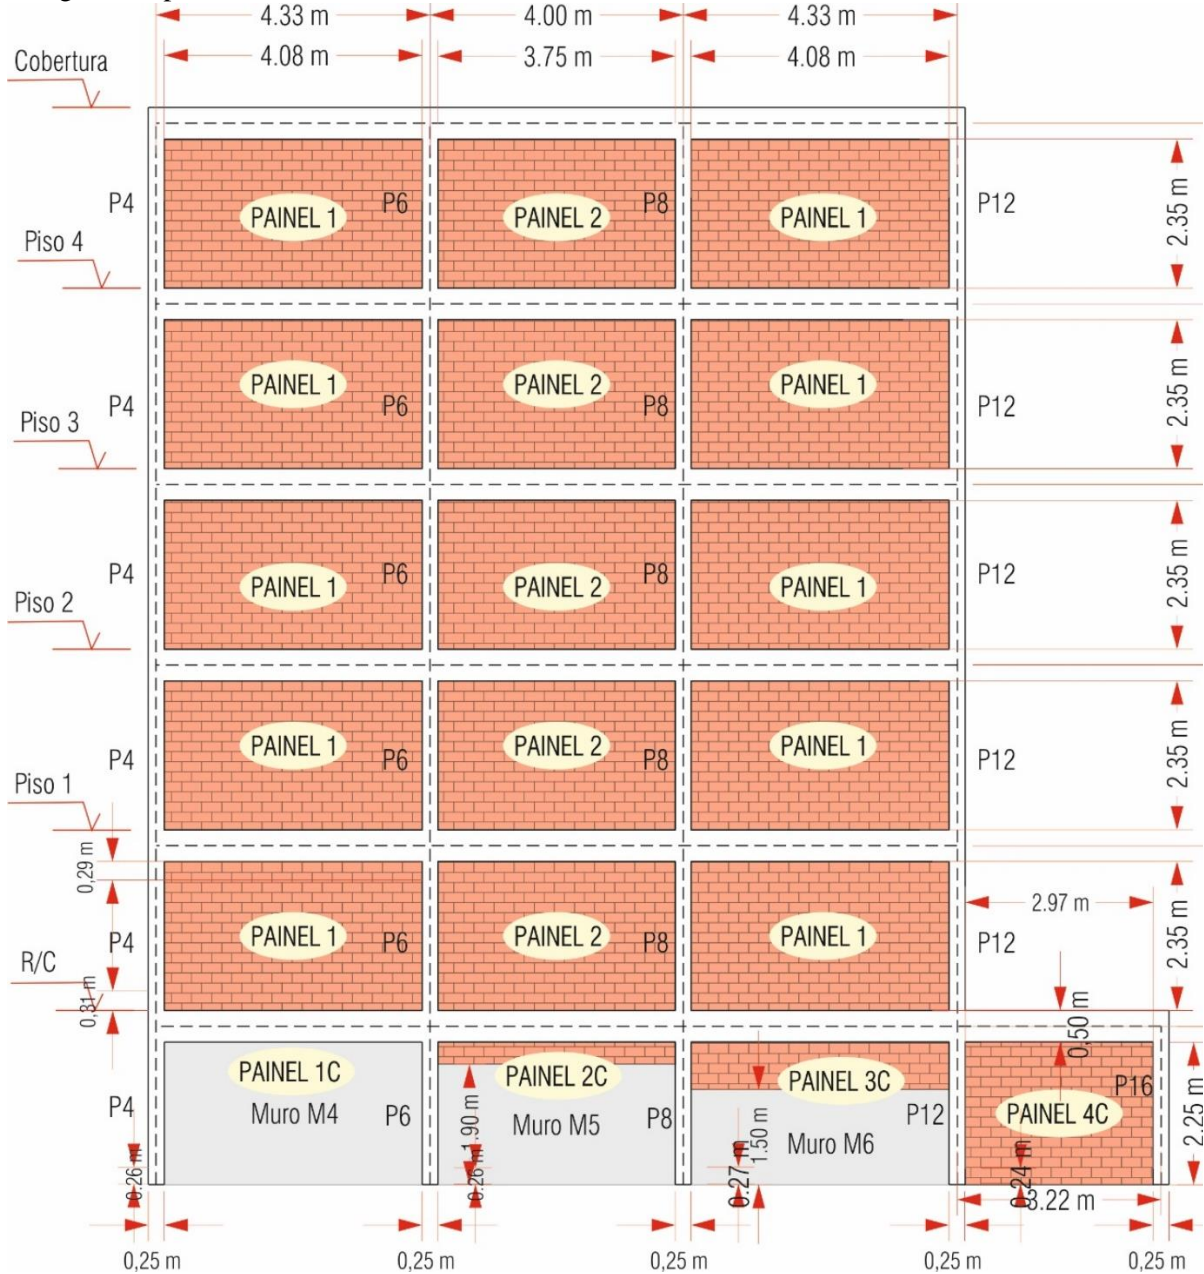 4.33 m 4.00 m 4.33 m
4.08 m 3.75 m 4.08 m
Cobertura
P4 PAINEL 1 P6 PAINEL 2 P8 PAINEL 1 P12 2.35 m
Piso 4
P4 PAINEL 1 P6 PAINEL 2 P8 PAINEL 1 P12 2.35 m
Piso 3
P4 PAINEL 1 P6 PAINEL 2 P8 PAINEL 1 P12 2.35 m
Piso 2
P4 PAINEL 1 P6 PAINEL 2 P8 PAINEL 1 P12 2.35 m
Piso 1
0,29 m
2.97 m
P4 PAINEL 1 P6 PAINEL 2 P8 PAINEL 1 P12 2.35 m
R/C
0,31 m
0,50 m
P4 PAINEL 1C P6 PAINEL 2C P8 PAINEL 3C P12 PAINEL 4C P16 2.25 m
Muro M4 1.90 m Muro M5 1.50 m Muro M6
0.26 m 0.26 m 0.27 m 0.24 m
3.22 m
0,25 m 0,25 m 0,25 m 0,25 m 0,25 m